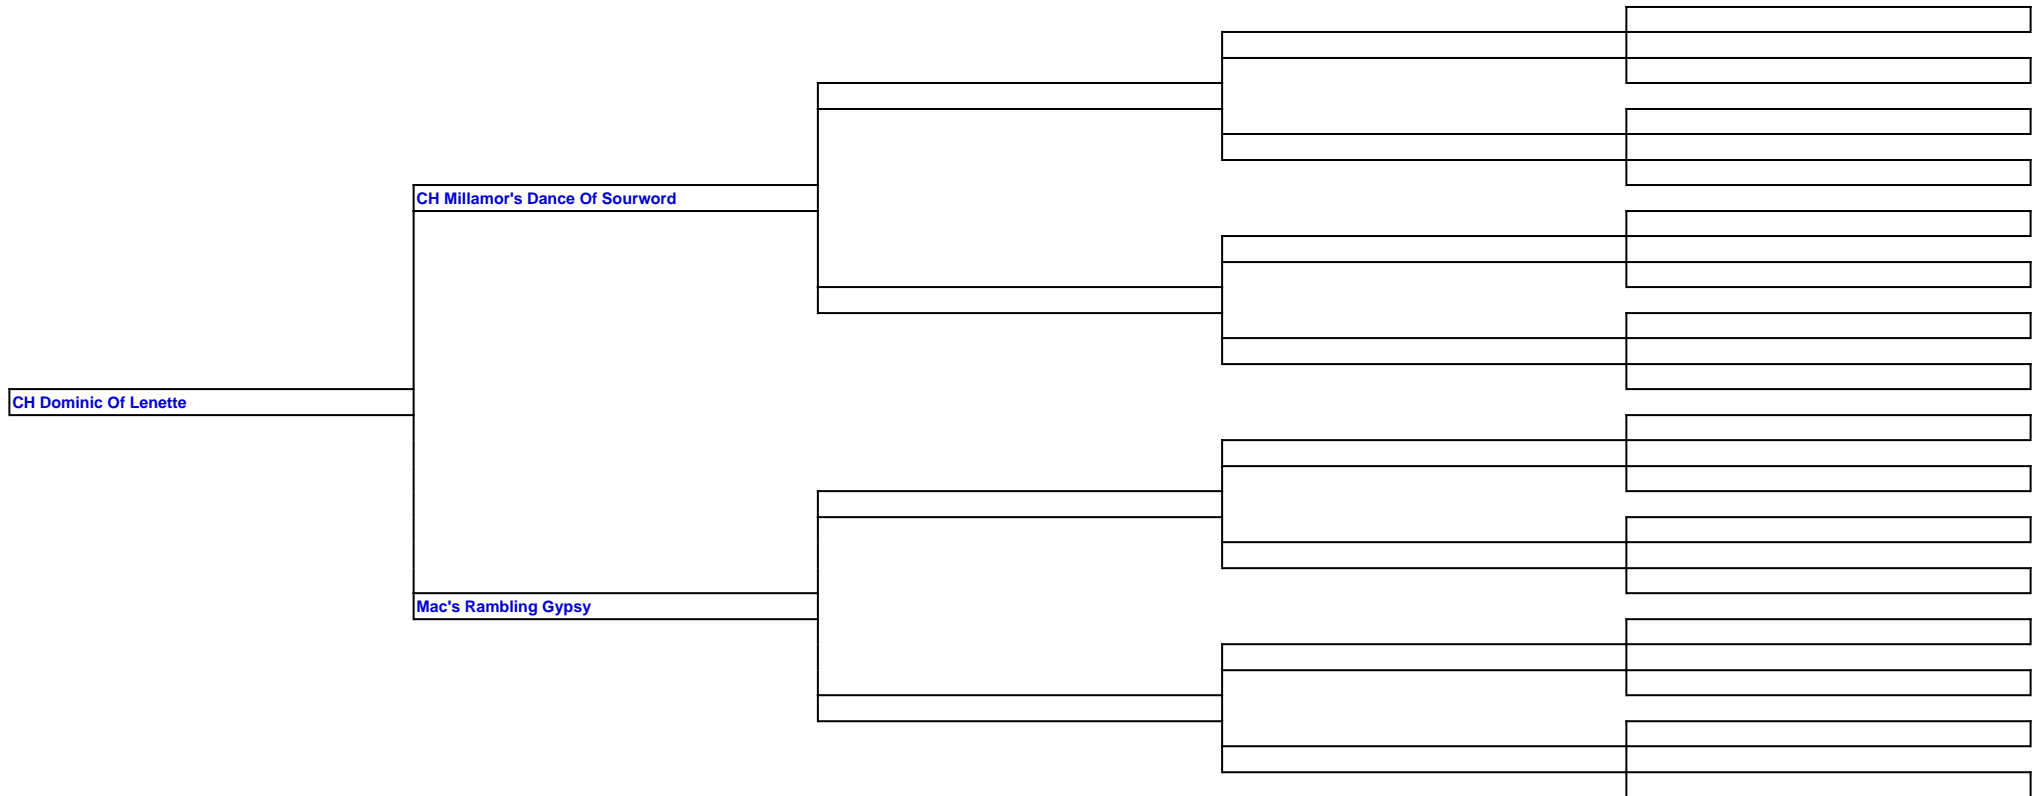 CH Millamor's Dance Of Sourword
CH Dominic Of Lenette
Mac's Rambling Gypsy